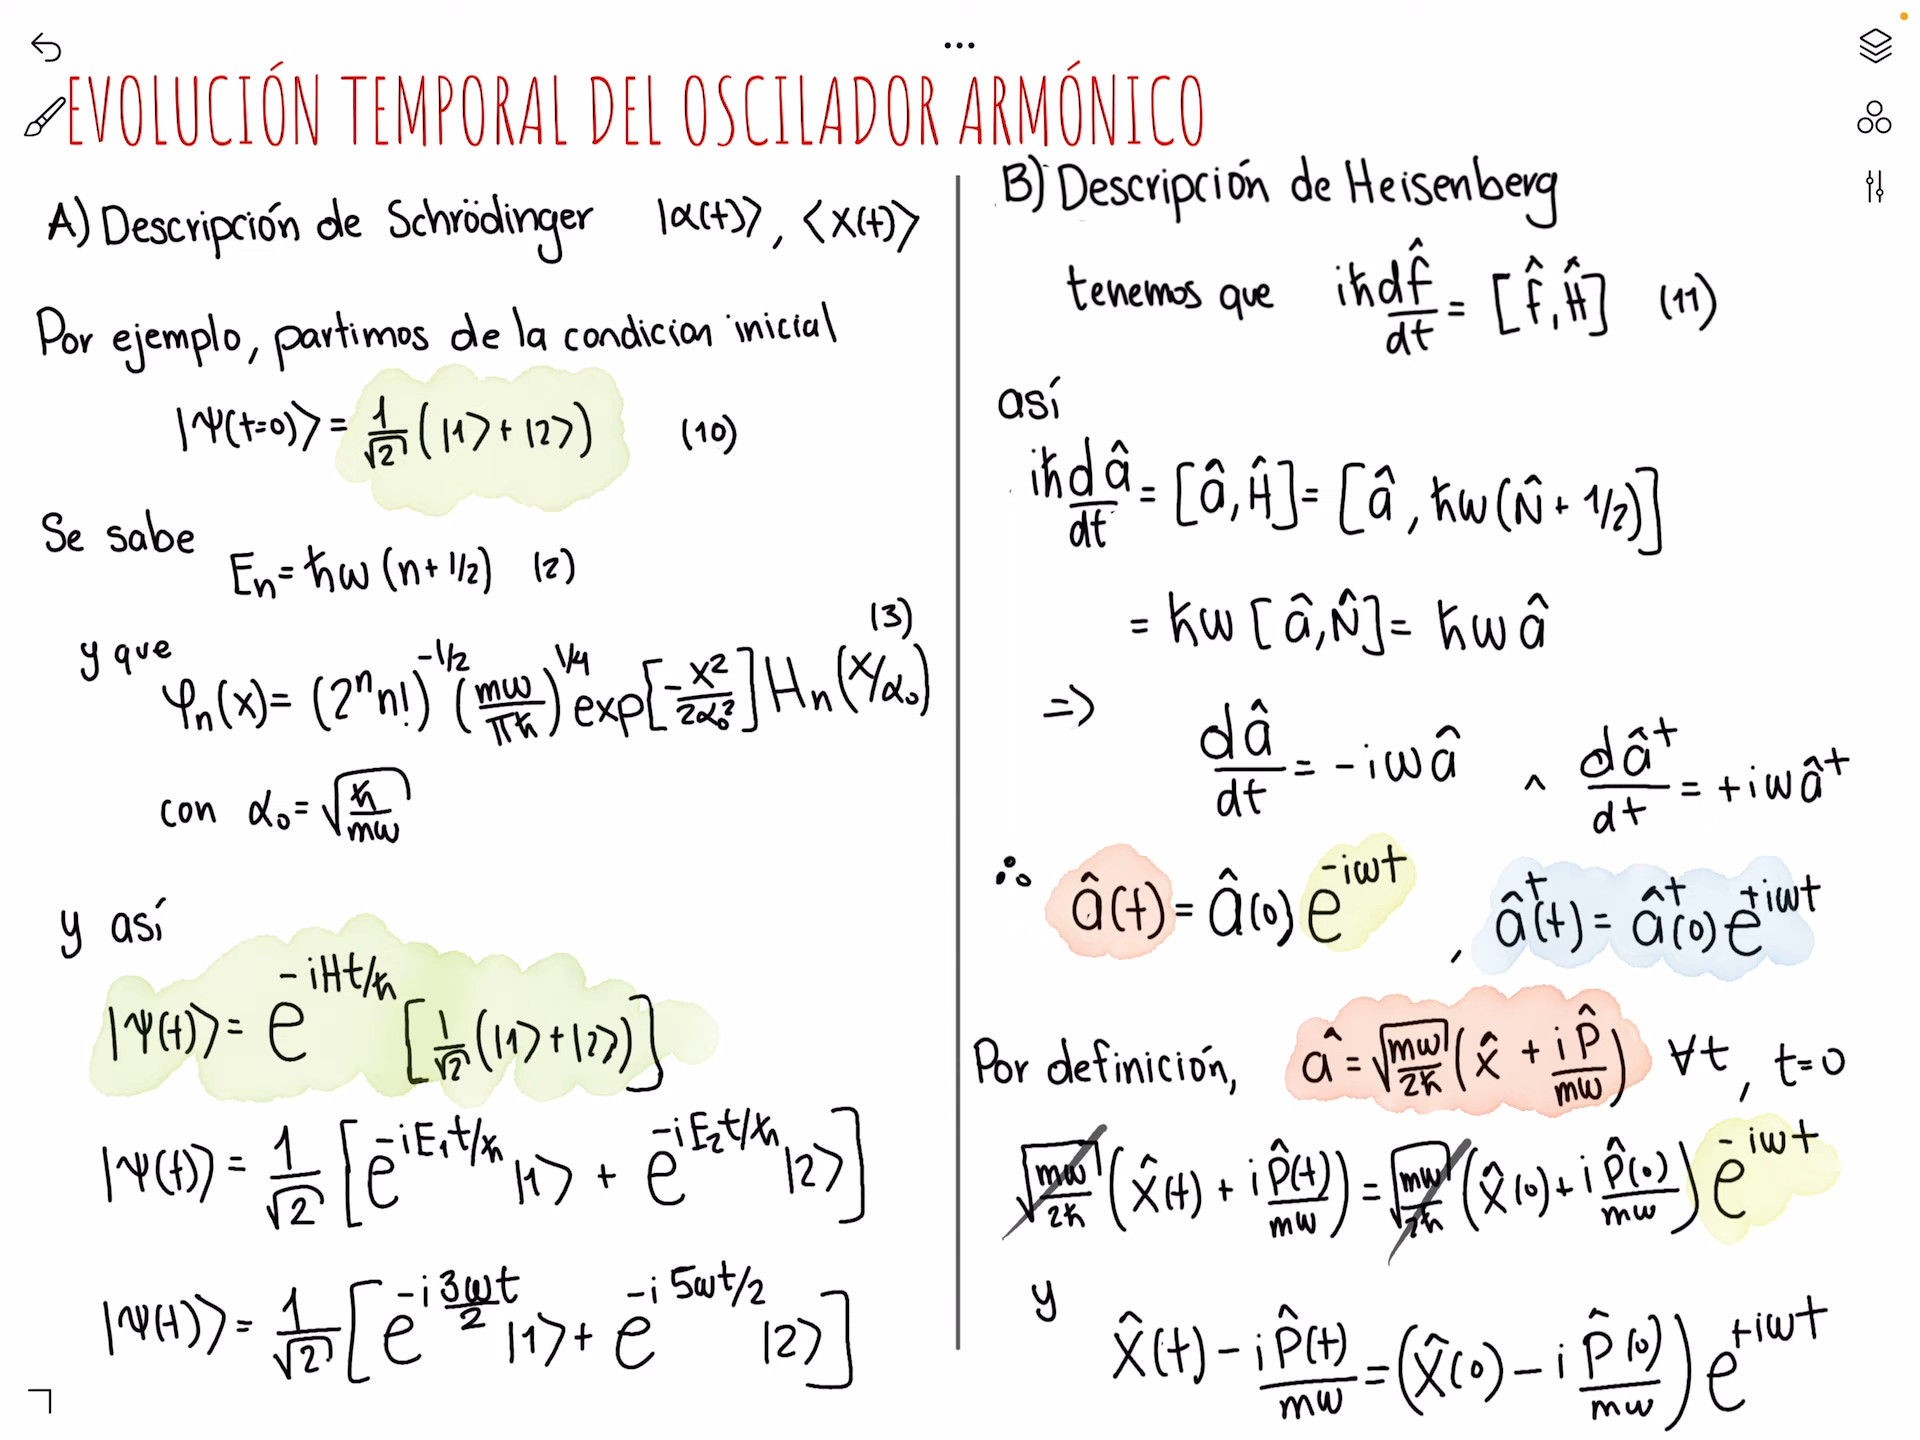 EVOLUCIÓN TEMPORAL DEL OSCILADOR ARMÓNICO
A) Descripción de Schrödinger |α(t)⟩, ⟨x(t)⟩
Por ejemplo, partimos de la condicion inicial
|Ψ(t=0)⟩ = 1/√2 (|1⟩ + |2⟩) (10)
Se sabe
En = ℏω (n + 1/2) (2)
y que
φn(x) = (2ⁿ n!)^-1/2 (mω/πℏ)^1/4 exp[-x²/2α₀²] Hn(x/α₀) (3)
con α₀ = √(ℏ/mω)
y así
|Ψ(t)⟩ = e^-iHt/ℏ [1/√2 (|1⟩ + |2⟩)]
|Ψ(t)⟩ = 1/√2 [e^-iE₁t/ℏ |1⟩ + e^-iE₂t/ℏ |2⟩]
|Ψ(t)⟩ = 1/√2 [e^-i3ωt/2 |1⟩ + e^-i5ωt/2 |2⟩]
B) Descripción de Heisenberg
tenemos que iℏ df̂/dt = [f̂, Ĥ] (11)
así
iℏ dâ/dt = [â, Ĥ] = [â, ℏω(N̂ + 1/2)]
= ℏω [â, N̂] = ℏω â
=>
dâ/dt = -iω â ^ dâ†/dt = +iω â†
∴ â(t) = â(0) e^-iωt , â†(t) = â†(0) e^+iωt
Por definición, â = √(mω/2ℏ) (x̂ + i p̂/mω) ∀t, t=0
√(mω/2ℏ) (x̂(t) + i p̂(t)/mω) = √(mω/2ℏ) (x̂(0) + i p̂(0)/mω) e^-iωt
y
x̂(t) - i p̂(t)/mω = (x̂(0) - i p̂(0)/mω) e^+iωt